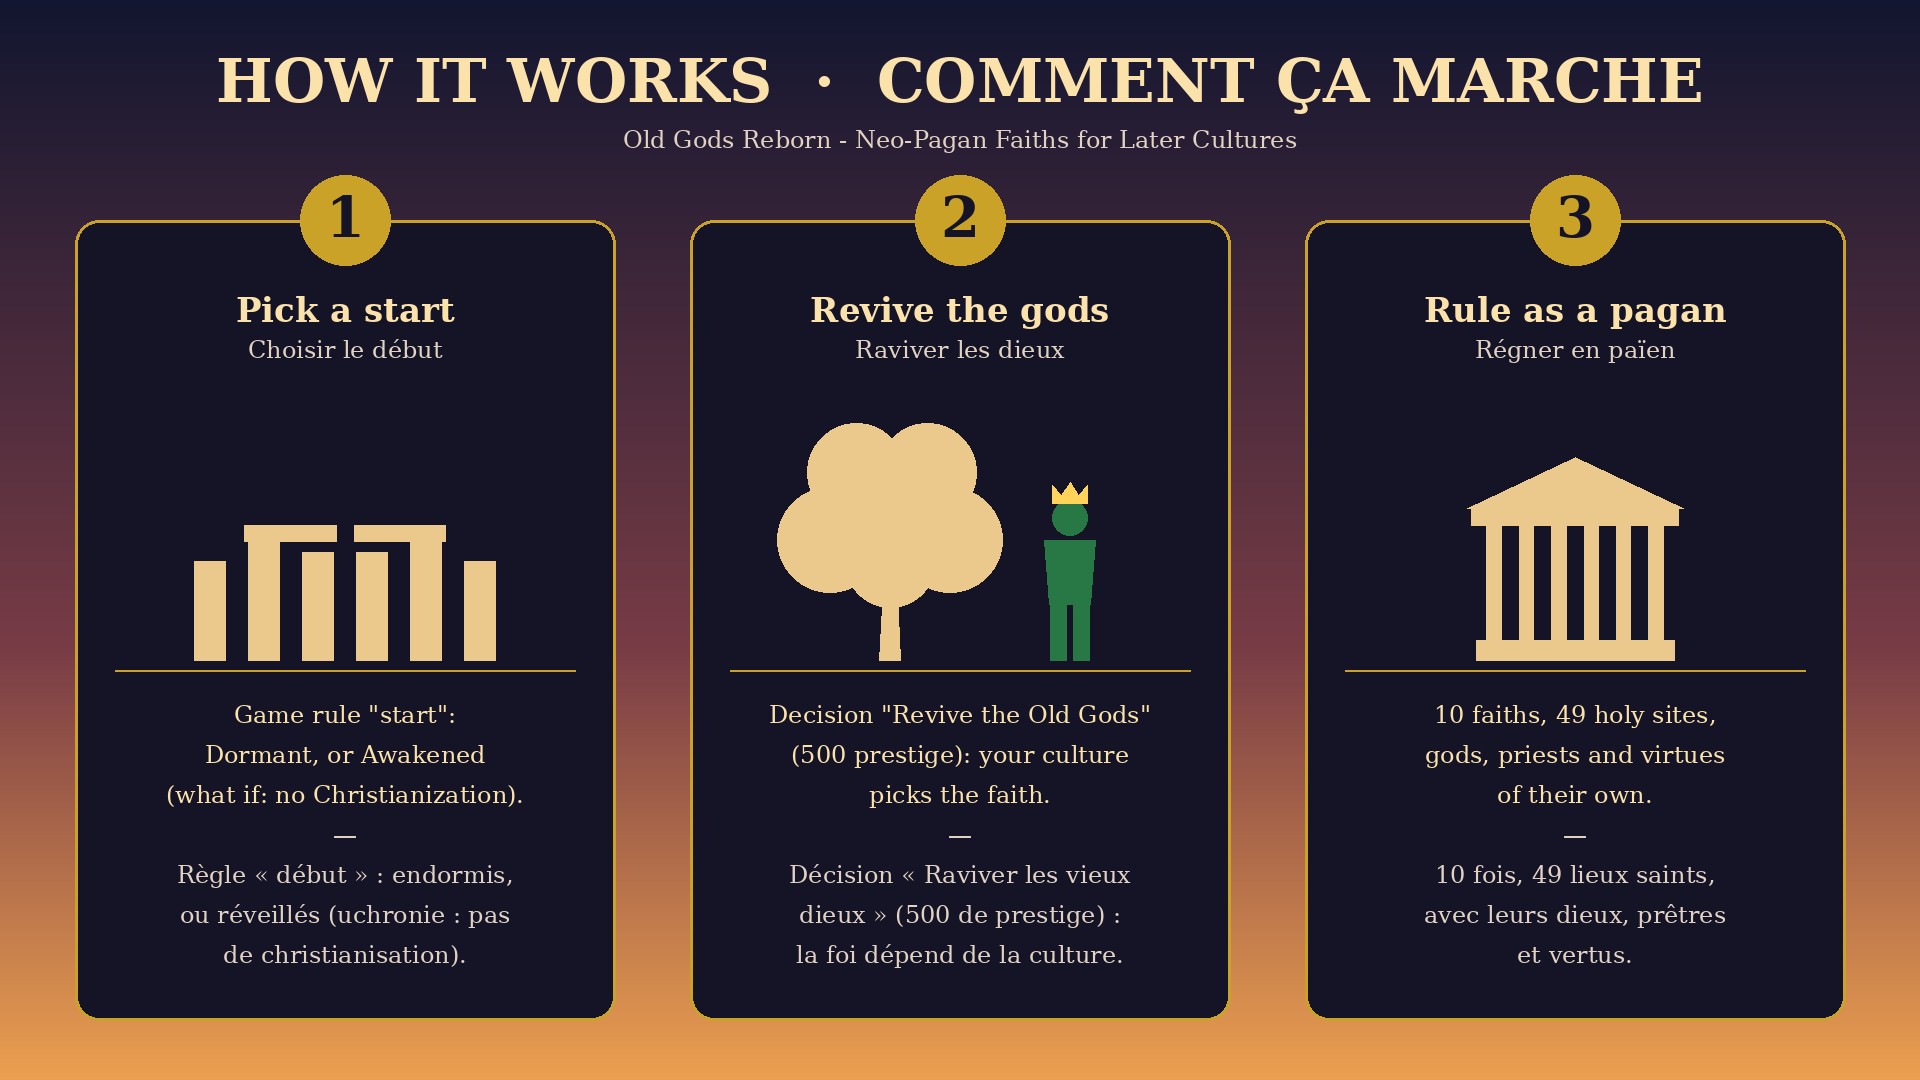 HOW IT WORKS · COMMENT ÇA MARCHE
Old Gods Reborn - Neo-Pagan Faiths for Later Cultures
1
Pick a start
Choisir le début
Game rule "start":
Dormant, or Awakened
(what if: no Christianization).
—
Règle « début » : endormis,
ou réveillés (uchronie : pas
de christianisation).
2
Revive the gods
Raviver les dieux
Decision "Revive the Old Gods"
(500 prestige): your culture
picks the faith.
—
Décision « Raviver les vieux
dieux » (500 de prestige) :
la foi dépend de la culture.
3
Rule as a pagan
Régner en païen
10 faiths, 49 holy sites,
gods, priests and virtues
of their own.
—
10 fois, 49 lieux saints,
avec leurs dieux, prêtres
et vertus.